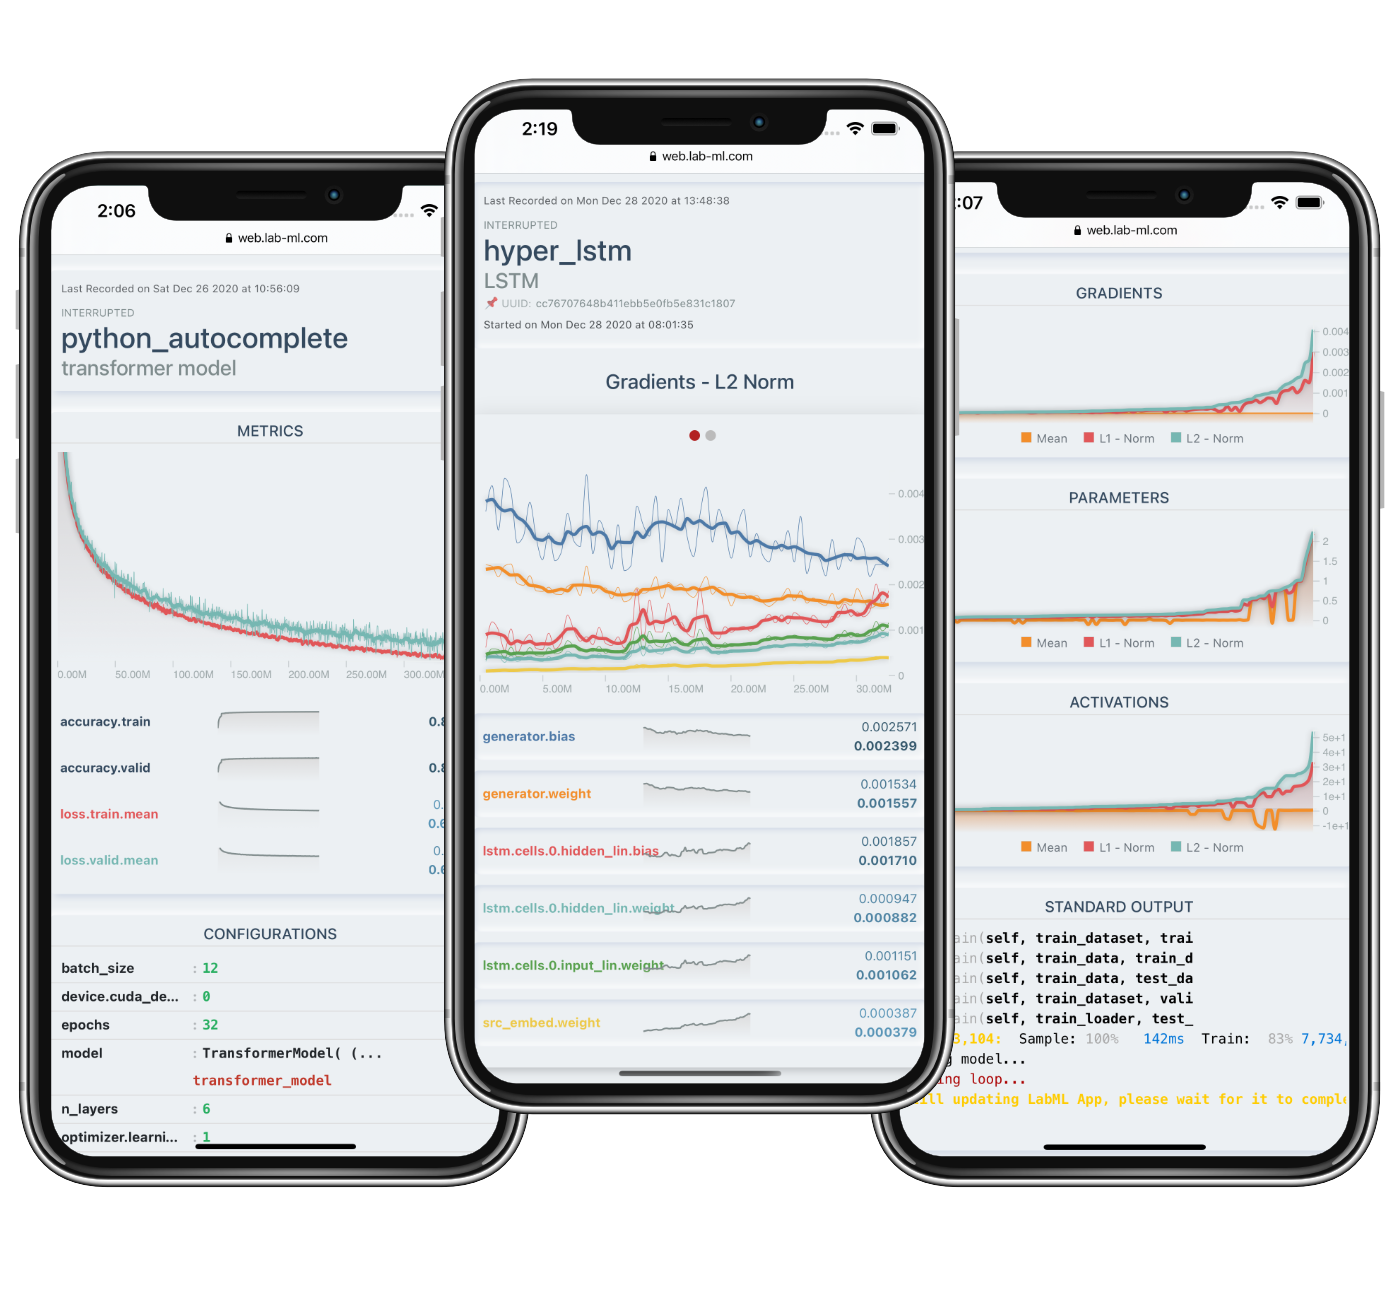 2:06
web.lab-ml.com
Last Recorded on Sat Dec 26 2020 at 10:56:09
INTERRUPTED
python_autocomplete
transformer model
METRICS
0.00M 50.00M 100.00M 150.00M 200.00M 250.00M 300.00M
accuracy.train 0.8
accuracy.valid 0.8
loss.train.mean 0.
0.6
loss.valid.mean 0.
0.6
CONFIGURATIONS
batch_size : 12
device.cuda_de... : 0
epochs : 32
model : TransformerModel( (...
transformer_model
n_layers : 6
optimizer.learni... : 1
2:19
web.lab-ml.com
Last Recorded on Mon Dec 28 2020 at 13:48:38
INTERRUPTED
hyper_lstm
LSTM
UUID: cc76707648b411ebb5e0fb5e831c1807
Started on Mon Dec 28 2020 at 08:01:35
Gradients - L2 Norm
0.004
0.003
0.002
0.001
0
0.00M 5.00M 10.00M 15.00M 20.00M 25.00M 30.00M
generator.bias 0.002571
0.002399
generator.weight 0.001534
0.001557
lstm.cells.0.hidden_lin.bias 0.001857
0.001710
lstm.cells.0.hidden_lin.weight 0.000947
0.000882
lstm.cells.0.input_lin.weight 0.001151
0.001062
src_embed.weight 0.000387
0.000379
:07
web.lab-ml.com
GRADIENTS
0.004
0.003
0.002
0.001
0
Mean L1 - Norm L2 - Norm
PARAMETERS
2
1.5
1
0.5
0
Mean L1 - Norm L2 - Norm
ACTIVATIONS
5e+1
4e+1
3e+1
2e+1
1e+1
0
-1e+1
Mean L1 - Norm L2 - Norm
STANDARD OUTPUT
ain(self, train_dataset, trai
ain(self, train_data, train_d
ain(self, train_data, test_da
ain(self, train_dataset, vali
ain(self, train_loader, test_
3,104: Sample: 100% 142ms Train: 83% 7,734,
g model...
ing loop...
ill updating LabML App, please wait for it to compl